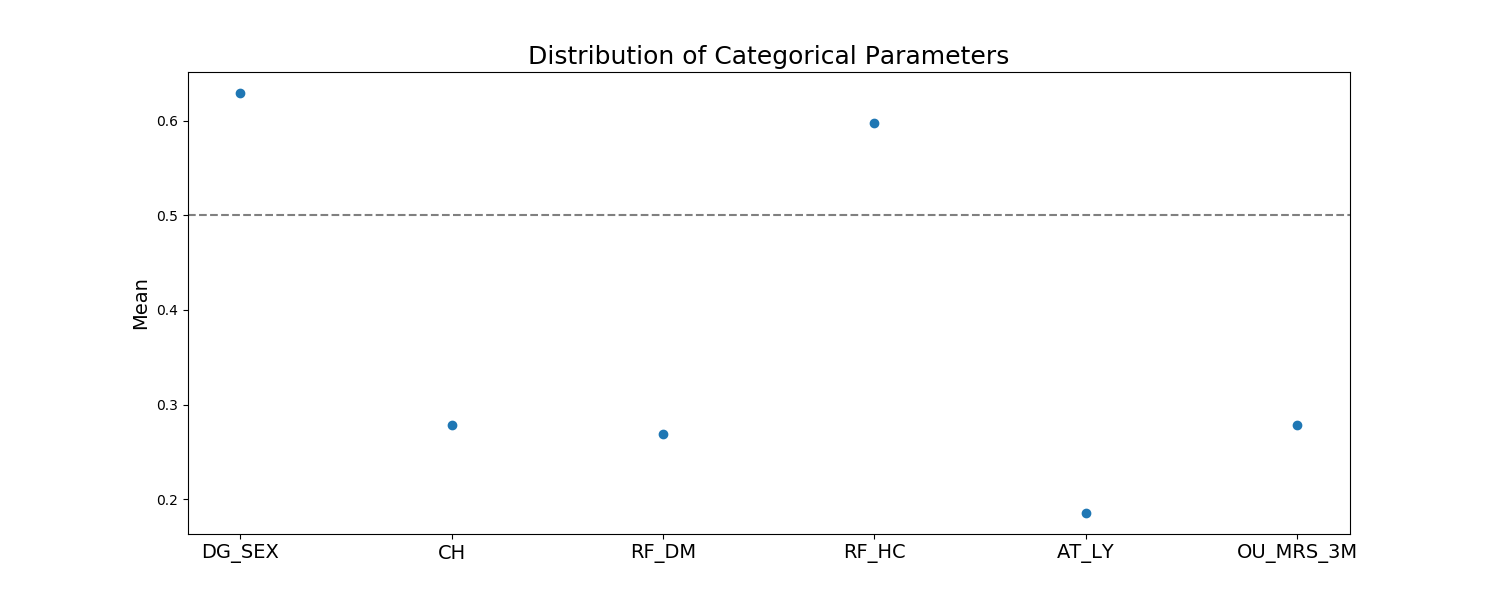 Distribution of Categorical Parameters
0.6
0.5
0.4
0.3
0.2
Mean
DG_SEX CH RF_DM RF_HC AT_LY OU_MRS_3M